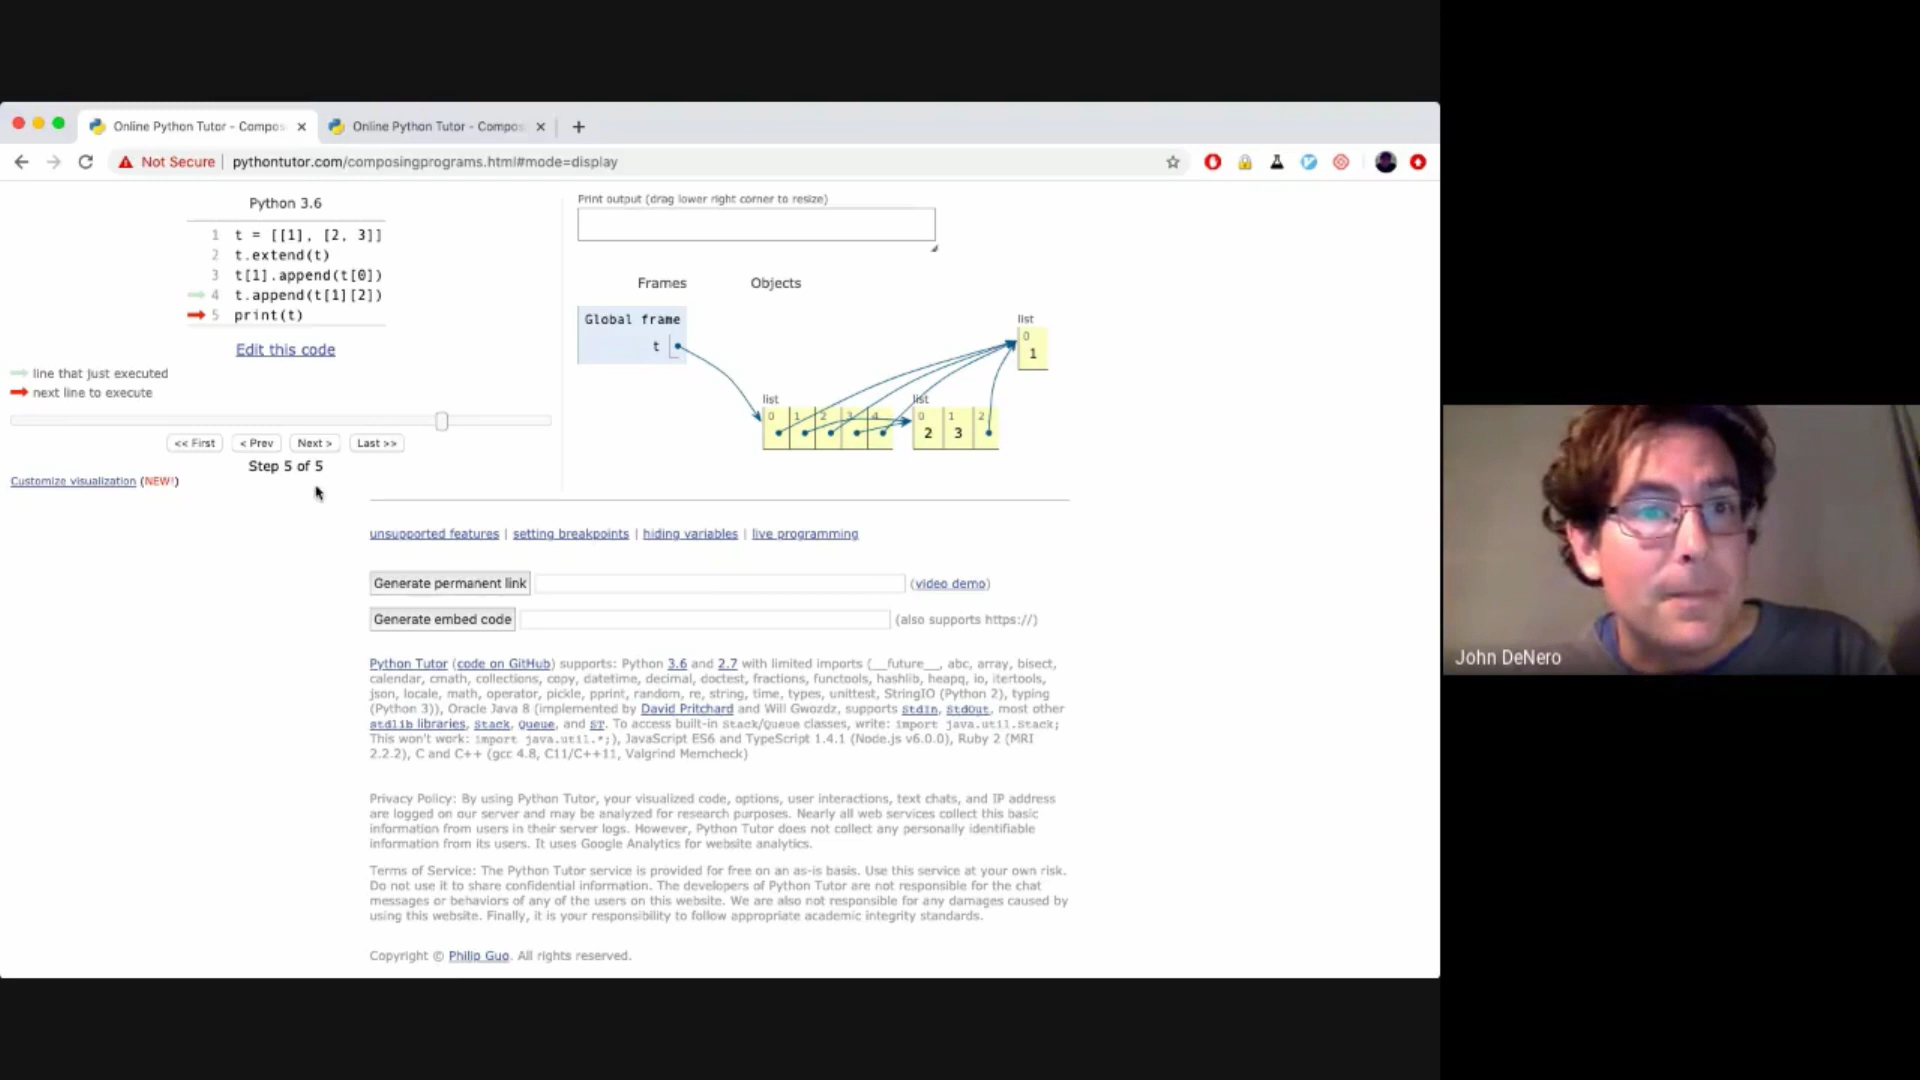 Online Python Tutor - Compos
Online Python Tutor - Compos
Not Secure
pythontutor.com/composingprograms.html#mode=display
Python 3.6
1 t = [[1], [2, 3]]
2 t.extend(t)
3 t[1].append(t[0])
4 t.append(t[1][2])
5 print(t)
Edit this code
line that just executed
next line to execute
<< First
< Prev
Next >
Last >>
Step 5 of 5
Customize visualization (NEW!)
Print output (drag lower right corner to resize)
Frames
Objects
Global frame
t
list
0
1
list
0 1 2 3 4
list
0 1 2
2 3
unsupported features | setting breakpoints | hiding variables | live programming
Generate permanent link
(video demo)
Generate embed code
(also supports https://)
Python Tutor (code on GitHub) supports: Python 3.6 and 2.7 with limited imports (__future__, abc, array, bisect,
calendar, cmath, collections, copy, datetime, decimal, doctest, fractions, functools, hashlib, heapq, io, itertools,
json, locale, math, operator, pickle, pprint, random, re, string, time, types, unittest, StringIO (Python 2), typing
(Python 3)), Oracle Java 8 (implemented by David Pritchard and Will Gwozdz, supports StdIn, StdOut, most other
stdlib libraries, Stack, Queue, and ST. To access built-in Stack/Queue classes, write: import java.util.Stack;
This won't work: import java.util.*;), JavaScript ES6 and TypeScript 1.4.1 (Node.js v6.0.0), Ruby 2 (MRI
2.2.2), C and C++ (gcc 4.8, C11/C++11, Valgrind Memcheck)
Privacy Policy: By using Python Tutor, your visualized code, options, user interactions, text chats, and IP address
are logged on our server and may be analyzed for research purposes. Nearly all web services collect this basic
information from users in their server logs. However, Python Tutor does not collect any personally identifiable
information from its users. It uses Google Analytics for website analytics.
Terms of Service: The Python Tutor service is provided for free on an as-is basis. Use this service at your own risk.
Do not use it to share confidential information. The developers of Python Tutor are not responsible for the chat
messages or behaviors of any of the users on this website. We are also not responsible for any damages caused by
using this website. Finally, it is your responsibility to follow appropriate academic integrity standards.
Copyright © Philip Guo. All rights reserved.
John DeNero